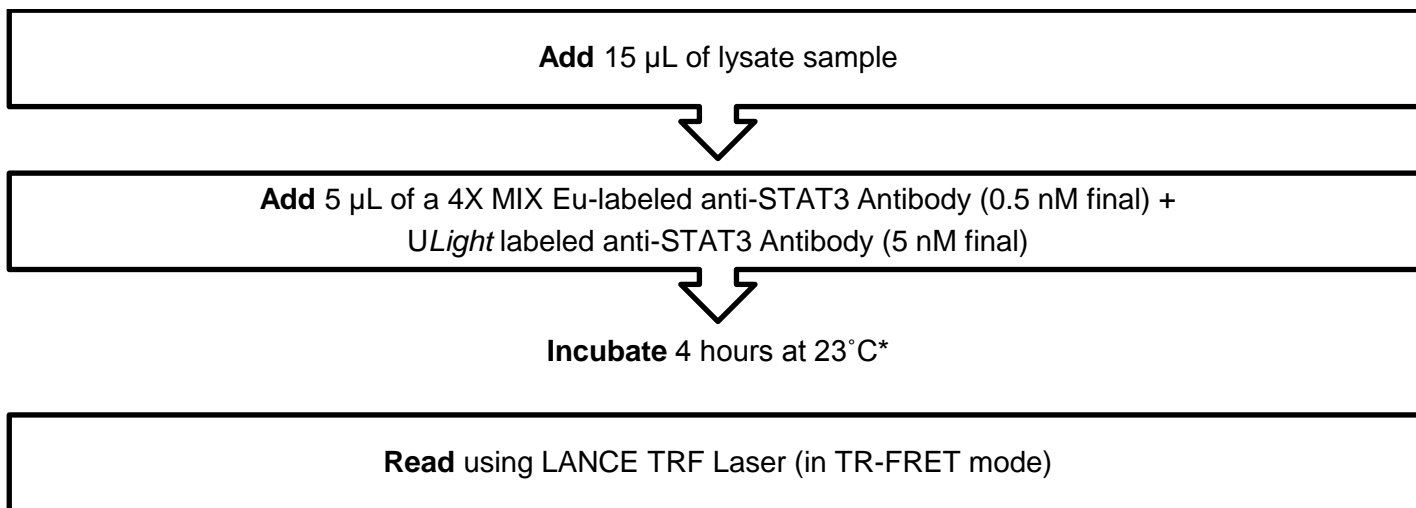 Add 15 µL of lysate sample
Add 5 µL of a 4X MIX Eu-labeled anti-STAT3 Antibody (0.5 nM final) +
ULight labeled anti-STAT3 Antibody (5 nM final)
Incubate 4 hours at 23˚C*
Read using LANCE TRF Laser (in TR-FRET mode)